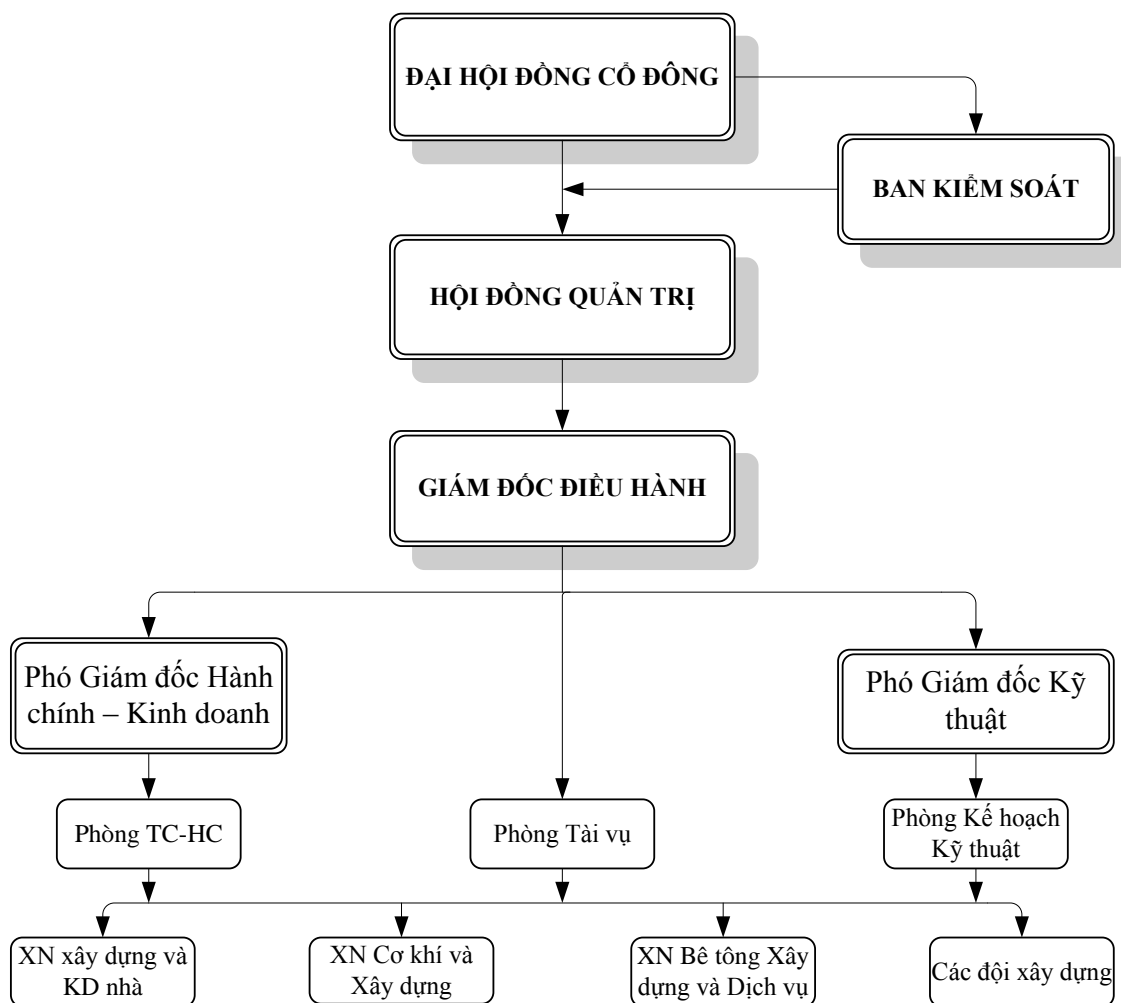 ĐẠI HỘI ĐỒNG CỔ ĐÔNG
BAN KIỂM SOÁT
HỘI ĐỒNG QUẢN TRỊ
GIÁM ĐỐC ĐIỀU HÀNH
Phó Giám đốc Hành
chính – Kinh doanh
Phó Giám đốc Kỹ
thuật
Phòng TC-HC
Phòng Tài vụ
Phòng Kế hoạch
Kỹ thuật
XN xây dựng và
KD nhà
XN Cơ khí và
Xây dựng
XN Bê tông Xây
dựng và Dịch vụ
Các đội xây dựng